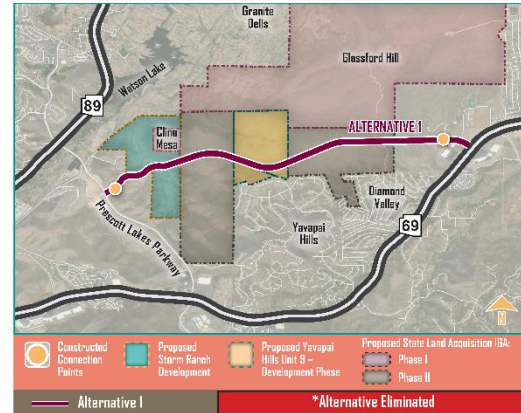 Granite
Dells
Glassford Hill
Watson Lake
89
Cline
Mesa
ALTERNATIVE 1
Diamond
Valley
69
Prescott Lakes Parkway
Yavapai
Hills
N
Constructed
Connection
Points
Proposed
Storm Ranch
Development
Proposed Yavapai
Hills Unit 9 –
Development Phase
Proposed State Land Acquisition IGA:
Phase I
Phase II
Alternative 1
*Alternative Eliminated